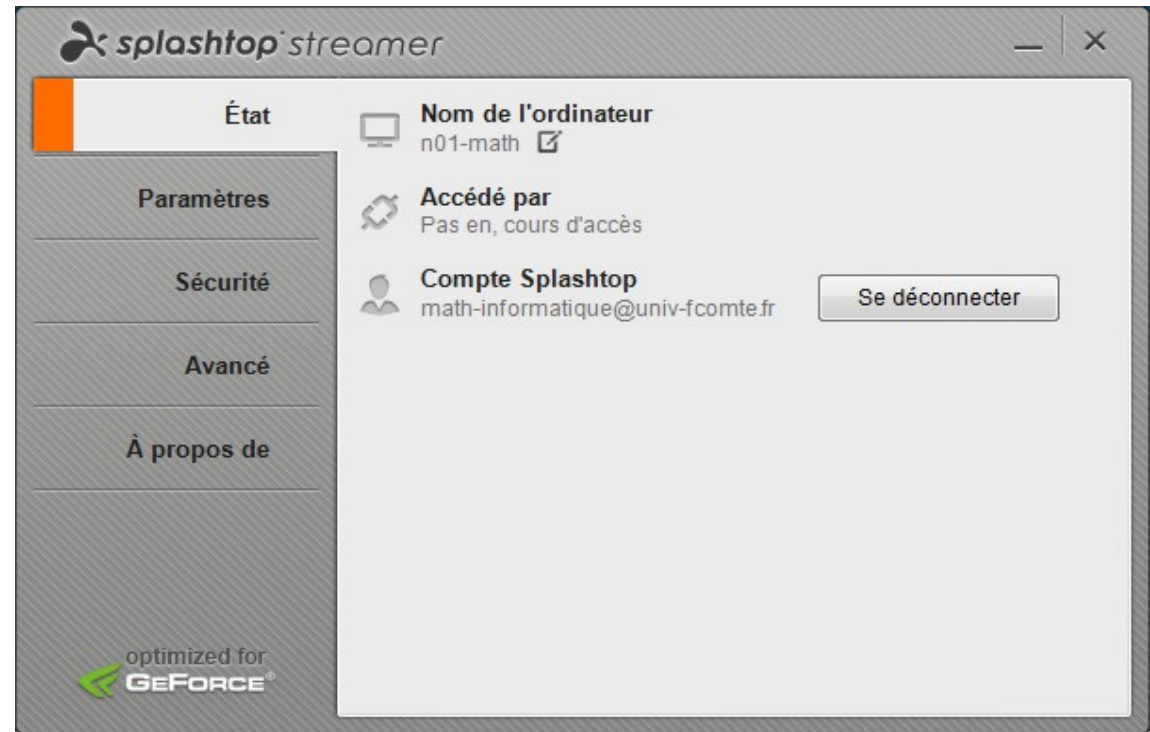 splashtop streamer
État
Paramètres
Sécurité
Avancé
À propos de
optimized for
GEFORCE®
Nom de l'ordinateur
n01-math
Accédé par
Pas en, cours d'accès
Compte Splashtop
math-informatique@univ-fcomte.fr
Se déconnecter